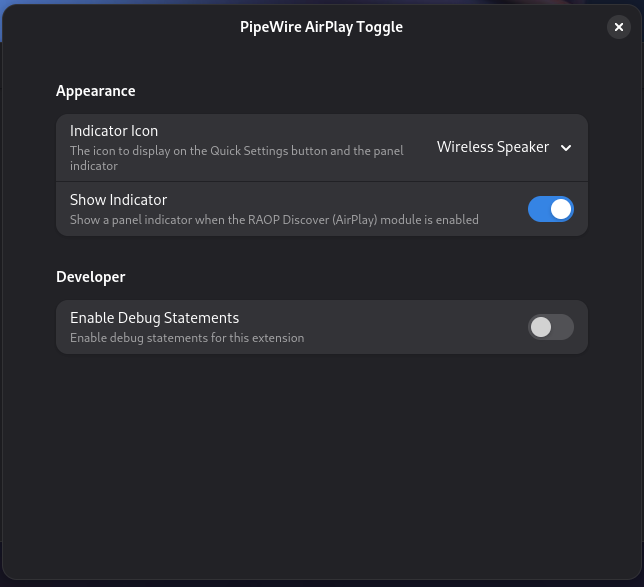 PipeWire AirPlay Toggle
Appearance
Indicator Icon
The icon to display on the Quick Settings button and the panel
indicator
Wireless Speaker
Show Indicator
Show a panel indicator when the RAOP Discover (AirPlay) module is enabled
Developer
Enable Debug Statements
Enable debug statements for this extension